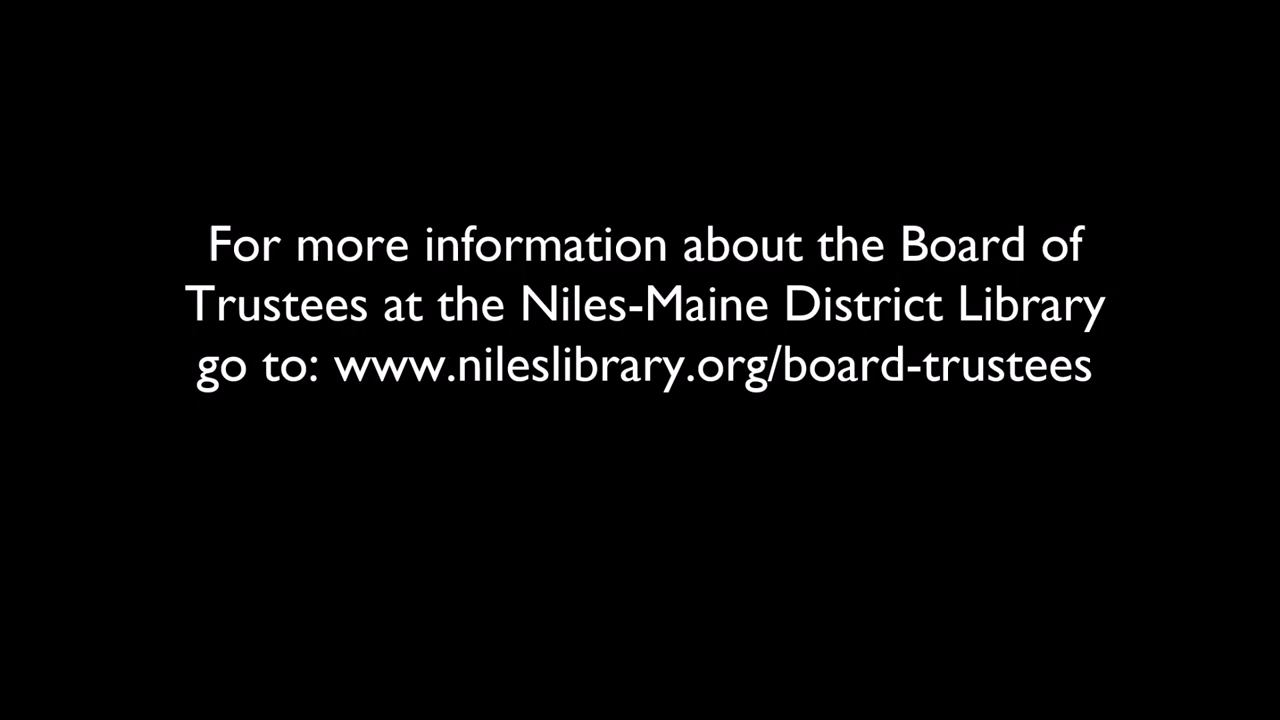 For more information about the Board of
Trustees at the Niles-Maine District Library
go to: www.nileslibrary.org/board-trustees